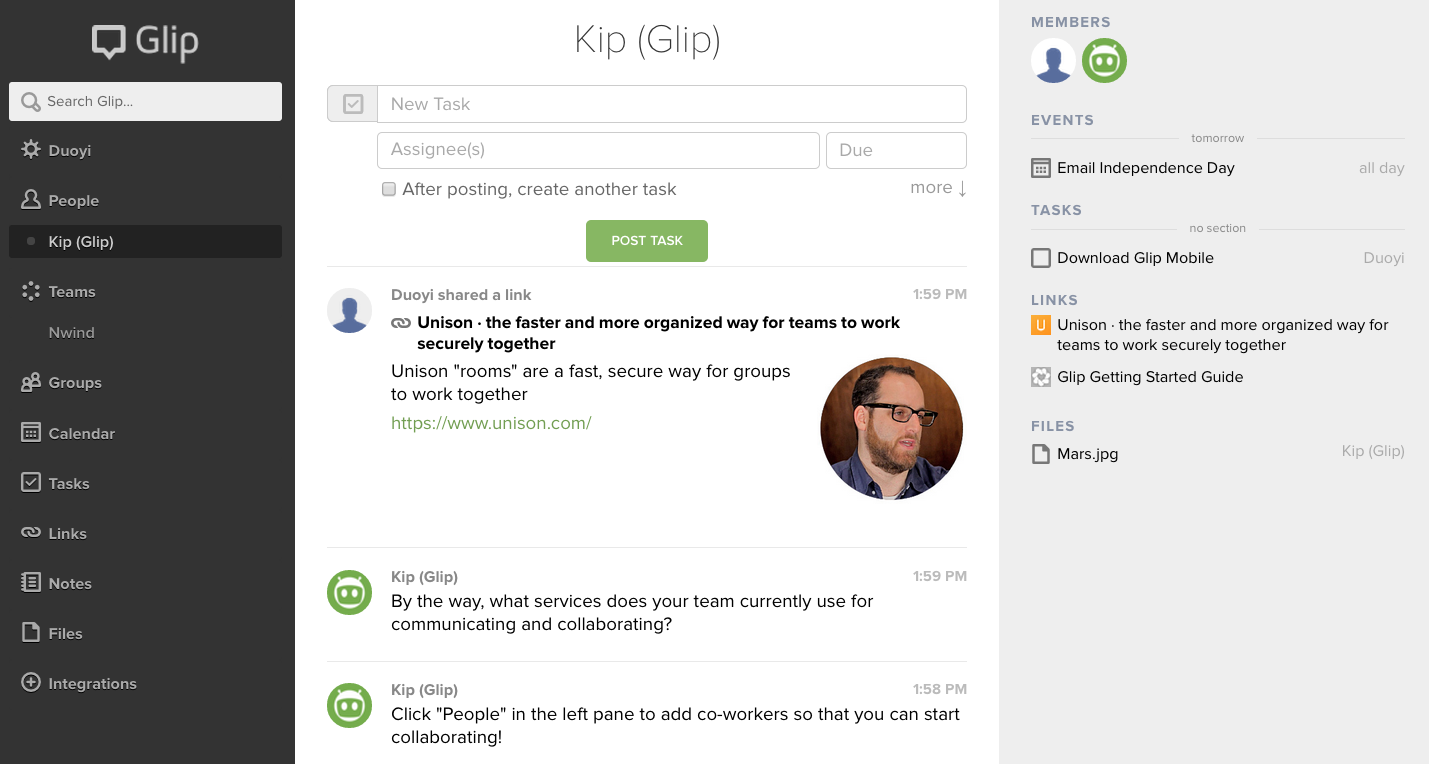 Glip
Search Glip...
Duoyi
People
Kip (Glip)
Teams
Nwind
Groups
Calendar
Tasks
Links
Notes
Files
Integrations
Kip (Glip)
New Task
Assignee(s)
Due
After posting, create another task
more ↓
POST TASK
Duoyi shared a link
1:59 PM
Unison · the faster and more organized way for teams to work
securely together
Unison "rooms" are a fast, secure way for groups
to work together
https://www.unison.com/
Kip (Glip)
1:59 PM
By the way, what services does your team currently use for
communicating and collaborating?
Kip (Glip)
1:58 PM
Click "People" in the left pane to add co-workers so that you can start
collaborating!
MEMBERS
EVENTS
tomorrow
Email Independence Day
all day
TASKS
no section
Download Glip Mobile
Duoyi
LINKS
U
Unison · the faster and more organized way for
teams to work securely together
Glip Getting Started Guide
FILES
Mars.jpg
Kip (Glip)